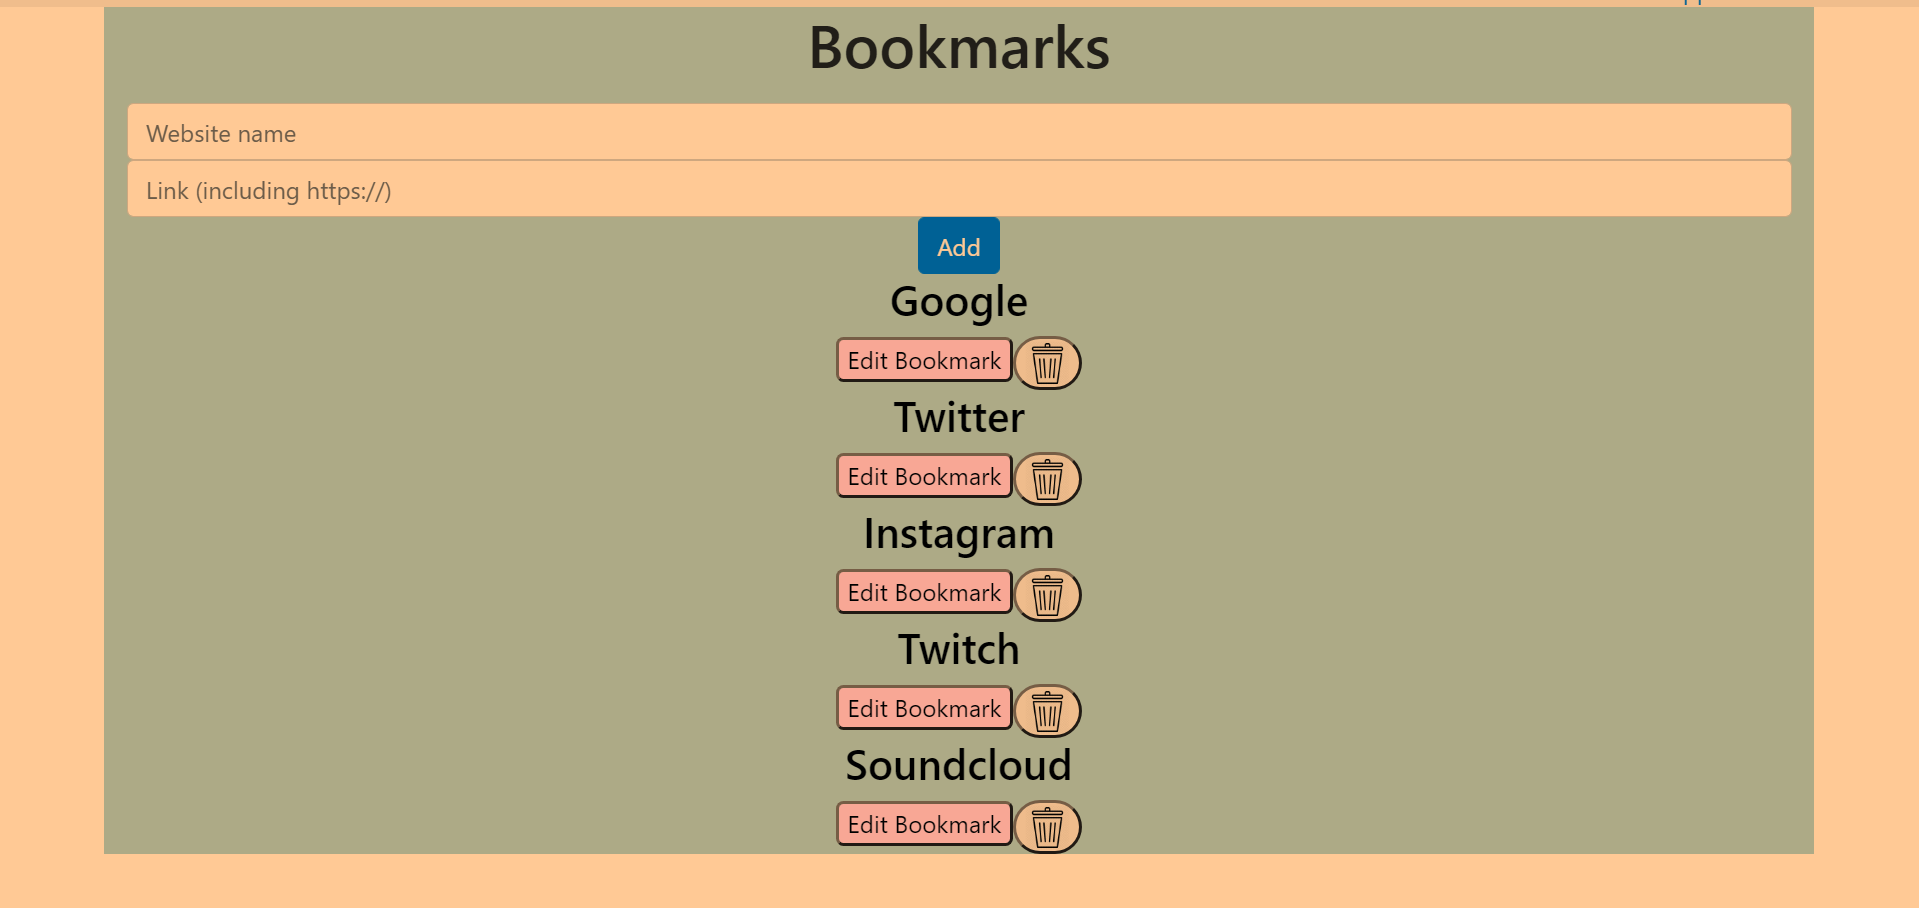 Bookmarks
Website name
Link (including https://)
Add
Google
Edit Bookmark
Twitter
Edit Bookmark
Instagram
Edit Bookmark
Twitch
Edit Bookmark
Soundcloud
Edit Bookmark